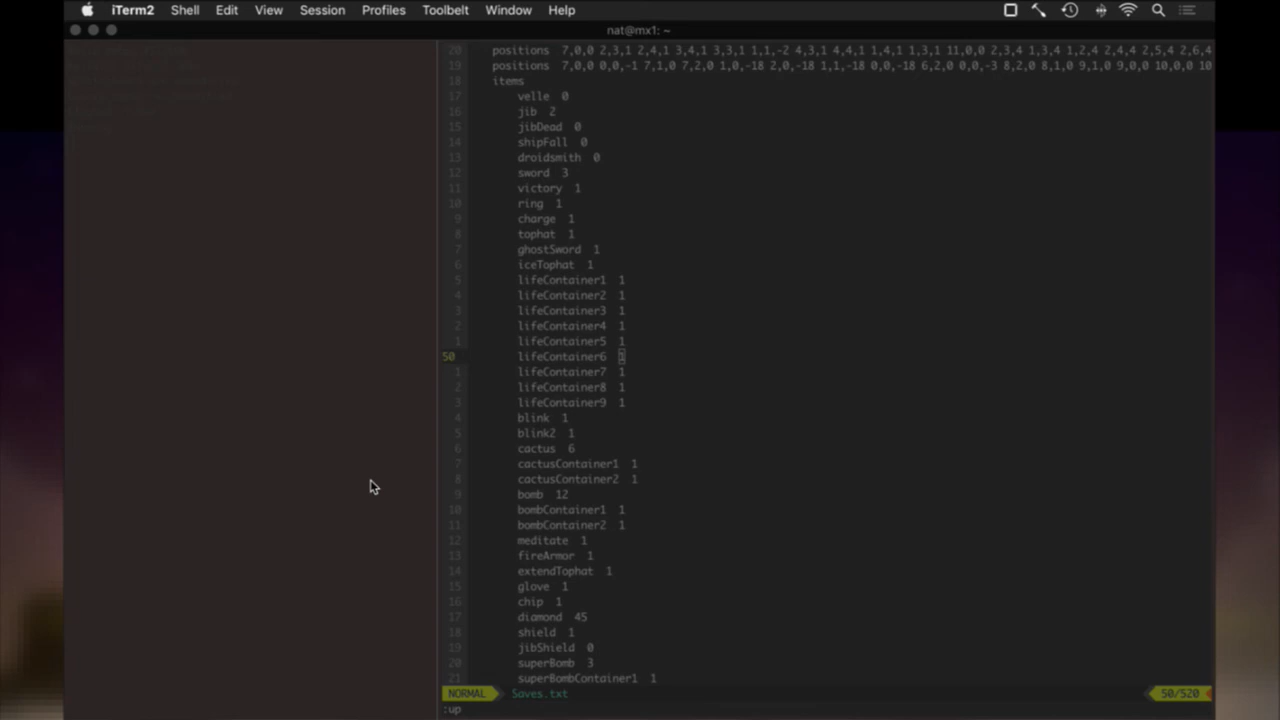 iTerm2 Shell Edit View Session Profiles Toolbelt Window Help
nat@mx1: ~
20 positions 7,0,0 2,3,1 2,4,1 3,4,1 3,3,1 1,1,-2 4,3,1 4,4,1 1,4,1 1,3,1 11,0,0 2,3,4 1,3,4 1,2,4 2,4,4 2,5,4 2,6,4
19 positions 7,0,0 0,0,-1 7,1,0 7,2,0 1,0,-18 2,0,-18 1,1,-18 0,0,-18 6,2,0 0,0,-3 8,2,0 8,1,0 9,1,0 9,0,0 10,0,0 10
18 items
17 velle 0
16 jib 2
15 jibDead 0
14 shipFall 0
13 droidsmith 0
12 sword 3
11 victory 1
10 ring 1
9 charge 1
8 tophat 1
7 ghostSword 1
6 iceTophat 1
5 lifeContainer1 1
4 lifeContainer2 1
3 lifeContainer3 1
2 lifeContainer4 1
1 lifeContainer5 1
50 lifeContainer6 1
1 lifeContainer7 1
2 lifeContainer8 1
3 lifeContainer9 1
4 blink 1
5 blink2 1
6 cactus 6
7 cactusContainer1 1
8 cactusContainer2 1
9 bomb 12
10 bombContainer1 1
11 bombContainer2 1
12 meditate 1
13 fireArmor 1
14 extendTophat 1
15 glove 1
16 chip 1
17 diamond 45
18 shield 1
19 jibShield 0
20 superBomb 3
21 superBombContainer1 1
NORMAL Saves.txt 50/520
:up